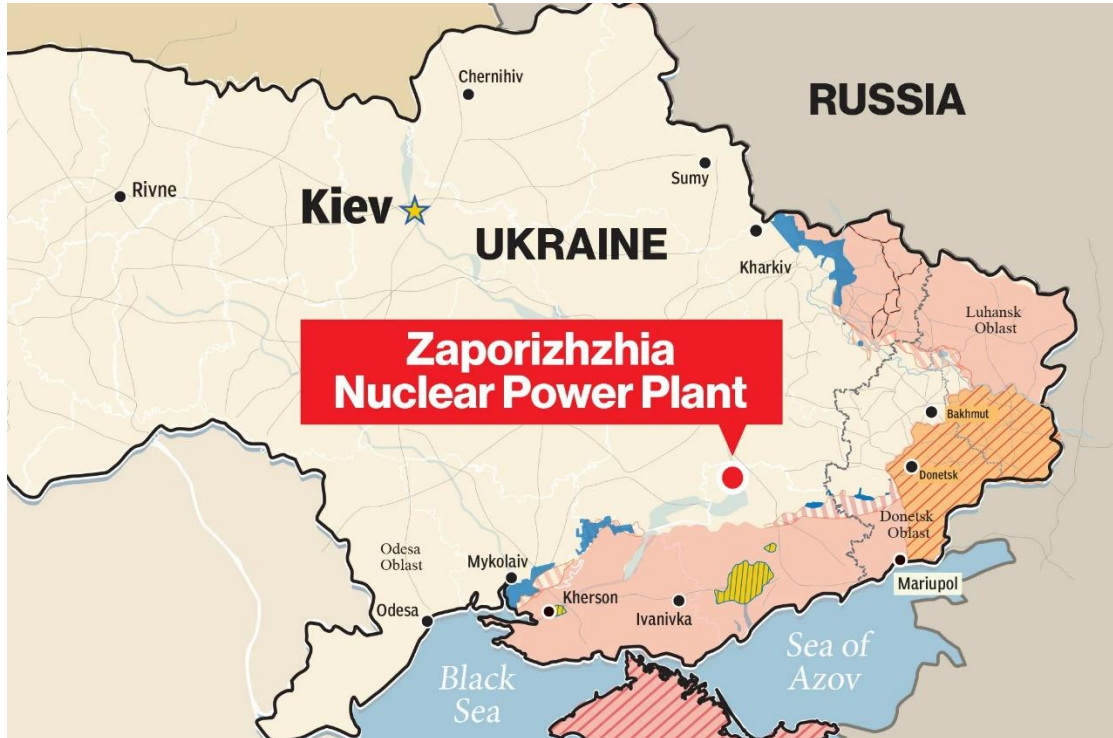 Chernihiv
RUSSIA
Rivne
Sumy
Kiev
UKRAINE
Kharkiv
Luhansk
Oblast
Zaporizhzhia
Nuclear Power Plant
Bakhmut
Donetsk
Donetsk
Oblast
Odesa
Oblast
Mykolaiv
Mariupol
Kherson
Odesa
Ivanivka
Black
Sea
Sea of
Azov